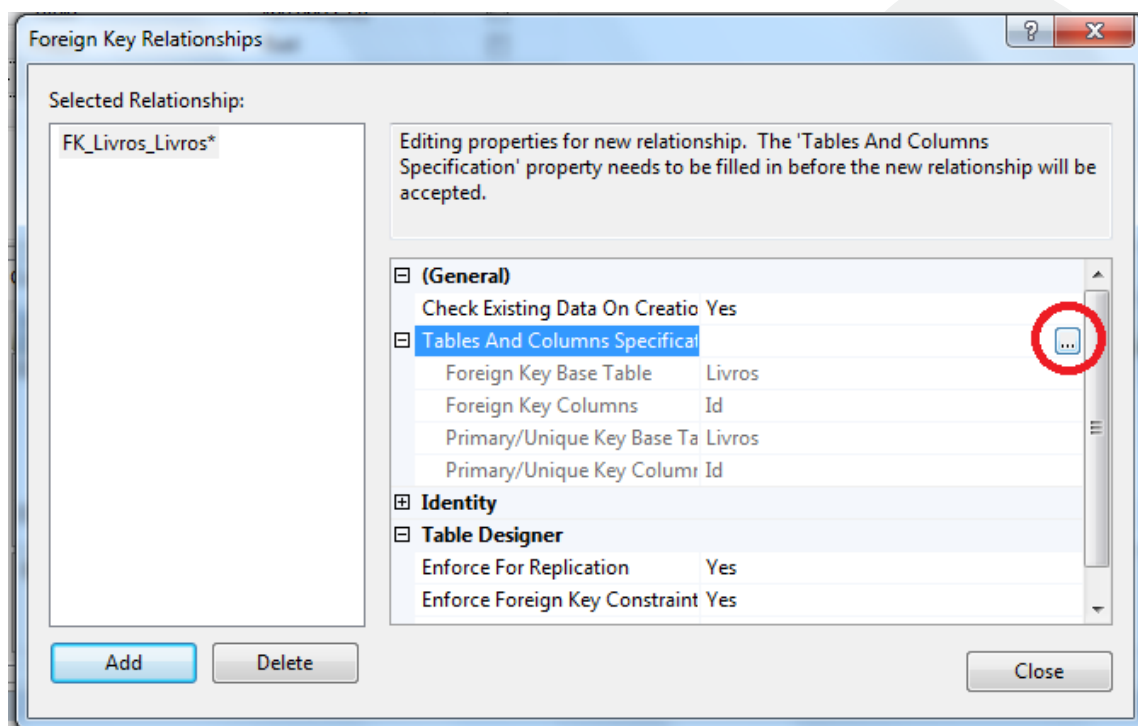 Foreign Key Relationships
Selected Relationship:
FK_Livros_Livros*
Editing properties for new relationship. The 'Tables And Columns
Specification' property needs to be filled in before the new relationship will be
accepted.
(General)
Check Existing Data On Creatio Yes
Tables And Columns Specificat ...
Foreign Key Base Table Livros
Foreign Key Columns Id
Primary/Unique Key Base Ta Livros
Primary/Unique Key Colum Id
Identity
Table Designer
Enforce For Replication Yes
Enforce Foreign Key Constraint Yes
Add Delete
Close